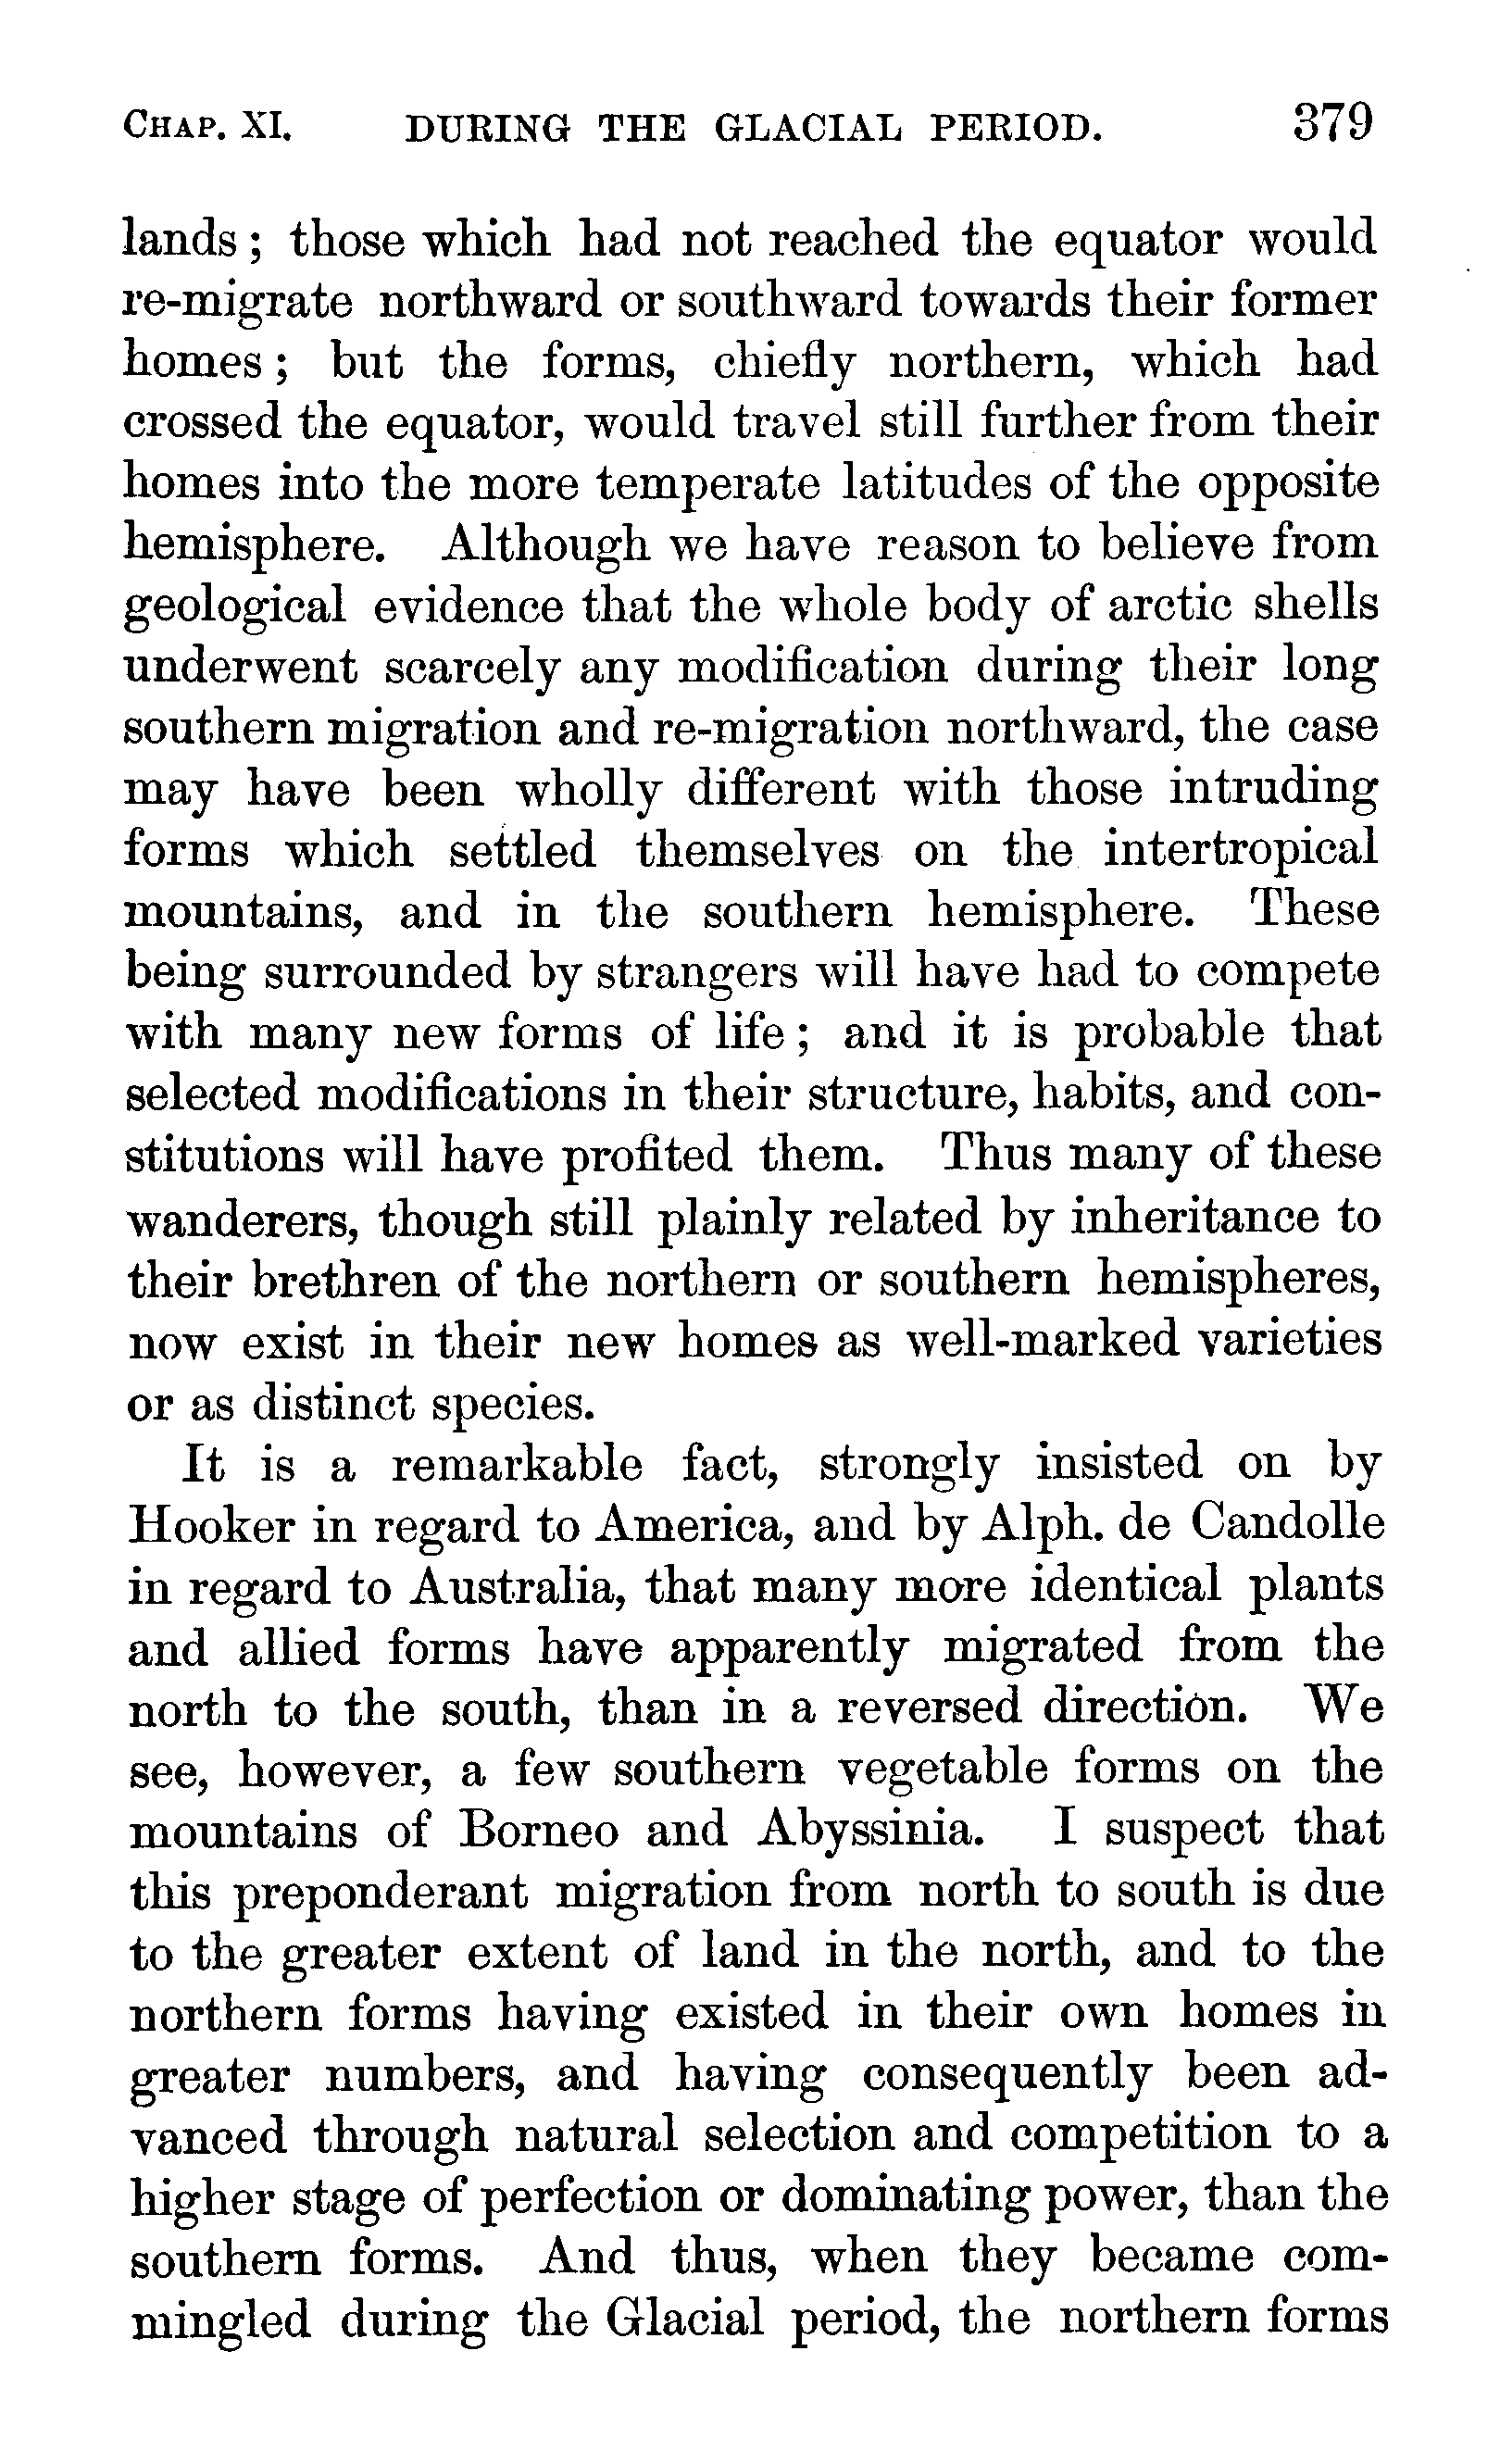 CHAP. XI. DURING THE GLACIAL PERIOD. 379
lands; those which had not reached the equator would
re-migrate northward or southward towards their former
homes; but the forms, chiefly northern, which had
crossed the equator, would travel still further from their
homes into the more temperate latitudes of the opposite
hemisphere. Although we have reason to believe from
geological evidence that the whole body of arctic shells
underwent scarcely any modification during their long
southern migration and re-migration northward, the case
may have been wholly different with those intruding
forms which settled themselves on the intertropical
mountains, and in the southern hemisphere. These
being surrounded by strangers will have had to compete
with many new forms of life; and it is probable that
selected modifications in their structure, habits, and con-
stitutions will have profited them. Thus many of these
wanderers, though still plainly related by inheritance to
their brethren of the northern or southern hemispheres,
now exist in their new homes as well-marked varieties
or as distinct species.
It is a remarkable fact, strongly insisted on by
Hooker in regard to America, and by Alph. de Candolle
in regard to Australia, that many more identical plants
and allied forms have apparently migrated from the
north to the south, than in a reversed direction. We
see, however, a few southern vegetable forms on the
mountains of Borneo and Abyssinia. I suspect that
this preponderant migration from north to south is due
to the greater extent of land in the north, and to the
northern forms having existed in their own homes in
greater numbers, and having consequently been ad-
vanced through natural selection and competition to a
higher stage of perfection or dominating power, than the
southern forms. And thus, when they became com-
mingled during the Glacial period, the northern forms